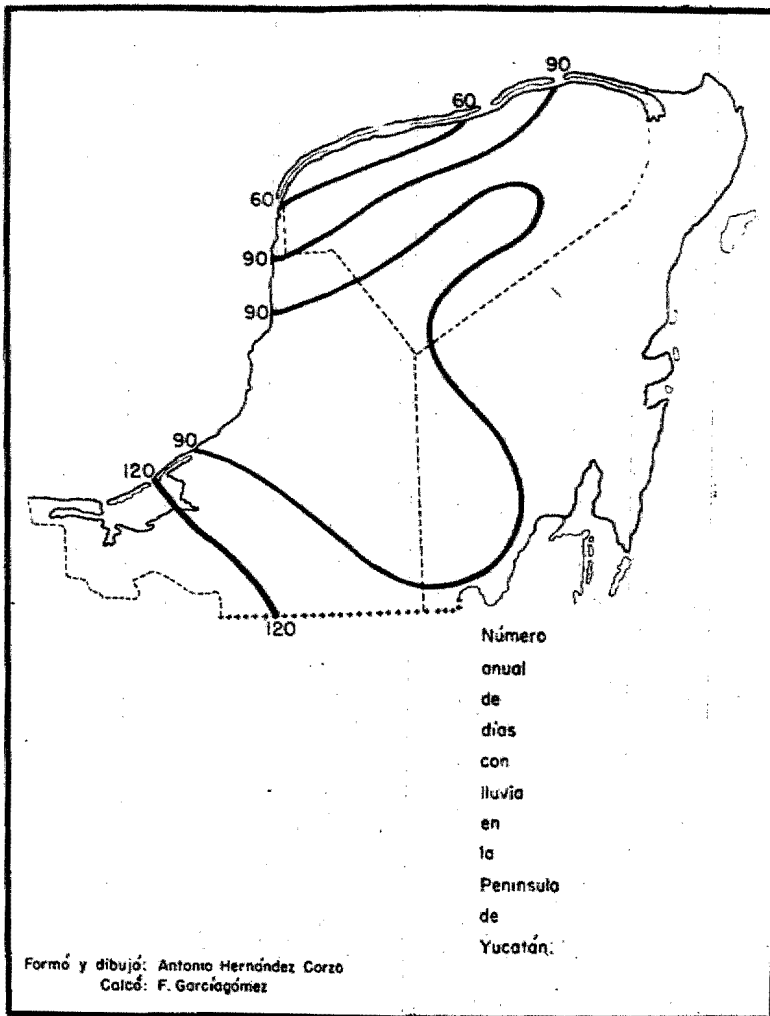 90
60
60
90
90
90
120
120
Número
anual
de
días
con
lluvia
en
la
Península
de
Yucatán.
Formó y dibujó: Antonio Hernández Corzo
Calcó: F. Garcíagómez